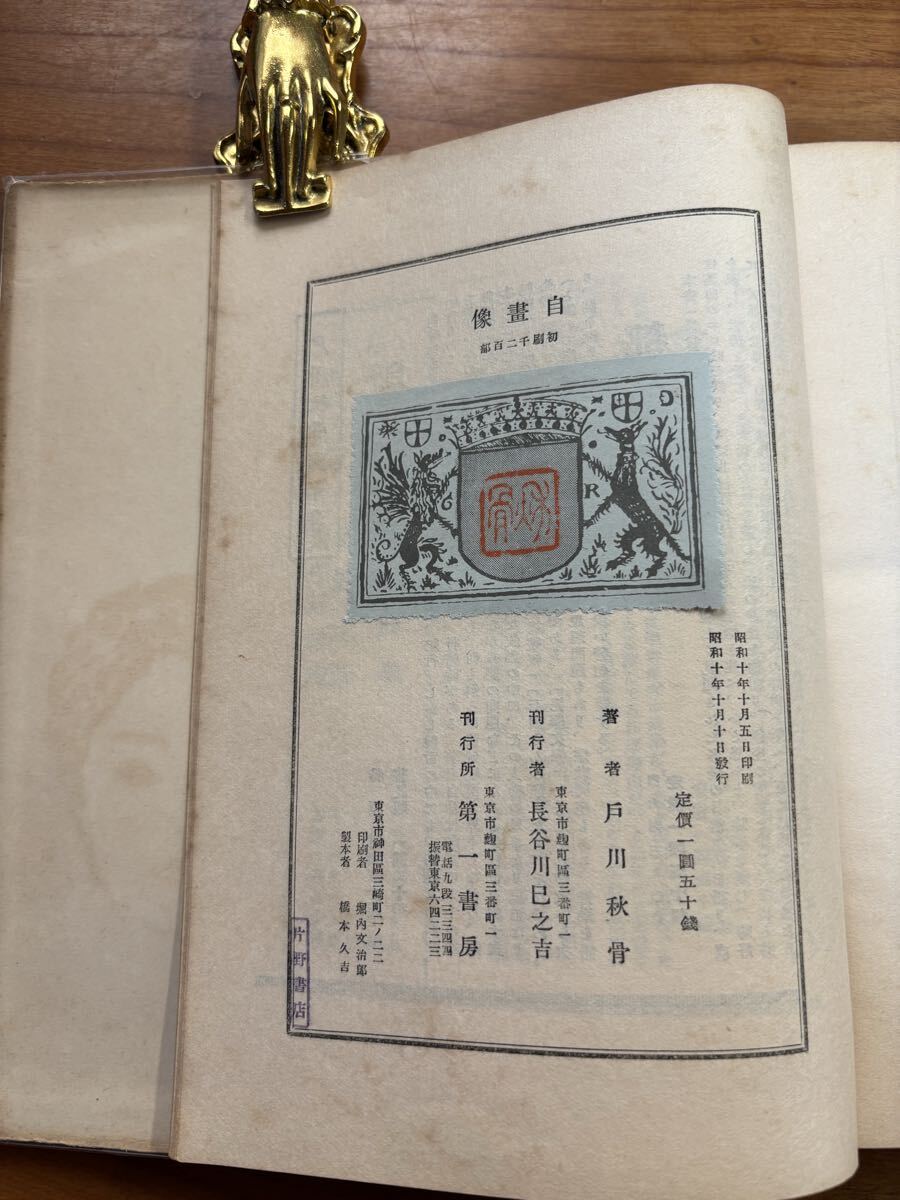 自畫像
初刷千二百部
R
秋骨
昭和十年十月五日印刷
昭和十年十月十日發行
定價一圓五十錢
著者 戶川秋骨
東京市麴町區三番町一
刊行者 長谷川巳之吉
東京市麴町區三番町一
刊行所 第一書房
電話九段三三四四
振替東京六四二二三
東京市神田區三崎町二ノ二二
印刷者 堀內文治郞
製本者 橋本久吉
片野書店